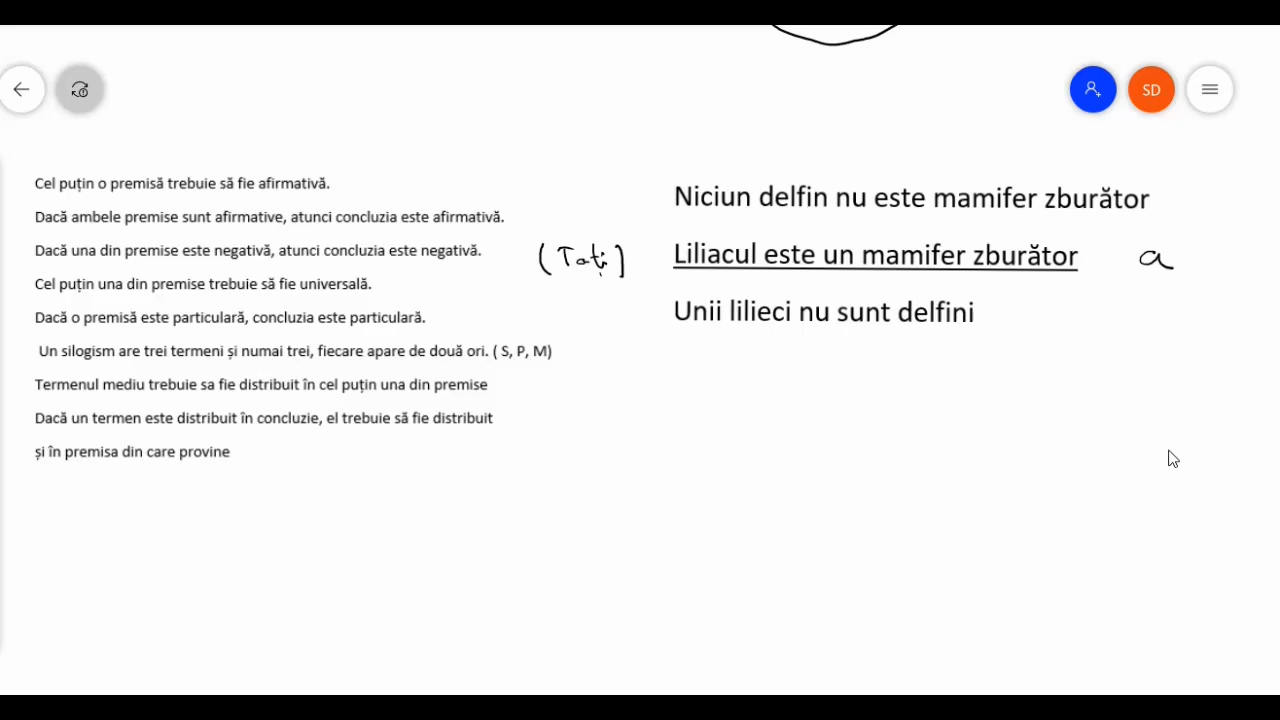 SD
Cel puțin o premisă trebuie să fie afirmativă.
Dacă ambele premise sunt afirmative, atunci concluzia este afirmativă.
Dacă una din premise este negativă, atunci concluzia este negativă.
Cel puțin una din premise trebuie să fie universală.
Dacă o premisă este particulară, concluzia este particulară.
Un silogism are trei termeni și numai trei, fiecare apare de două ori. ( S, P, M)
Termenul mediu trebuie sa fie distribuit în cel puțin una din premise
Dacă un termen este distribuit în concluzie, el trebuie să fie distribuit
și în premisa din care provine
Niciun delfin nu este mamifer zburător
(Toți) Liliacul este un mamifer zburător a
Unii lilieci nu sunt delfini